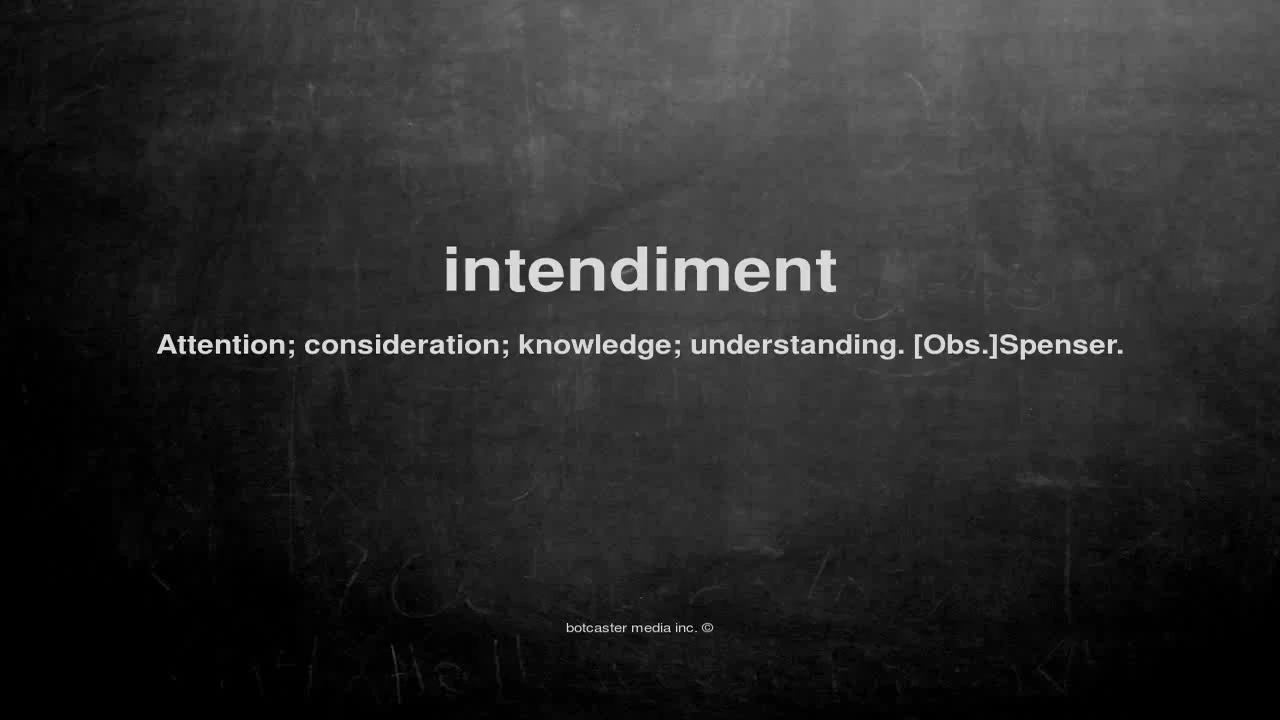 intendiment
Attention; consideration; knowledge; understanding. [Obs.]Spenser.
botcaster media inc. ©